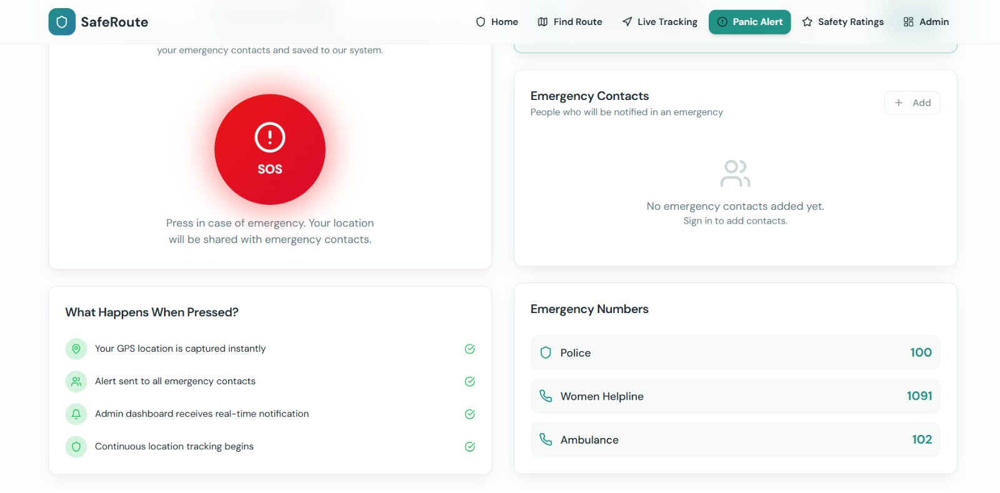 SafeRoute
Home
Find Route
Live Tracking
Panic Alert
Safety Ratings
Admin
your emergency contacts and saved to our system.
SOS
Press in case of emergency. Your location
will be shared with emergency contacts.
What Happens When Pressed?
Your GPS location is captured instantly
Alert sent to all emergency contacts
Admin dashboard receives real-time notification
Continuous location tracking begins
Emergency Contacts
People who will be notified in an emergency
Add
No emergency contacts added yet.
Sign in to add contacts.
Emergency Numbers
Police 100
Women Helpline 1091
Ambulance 102